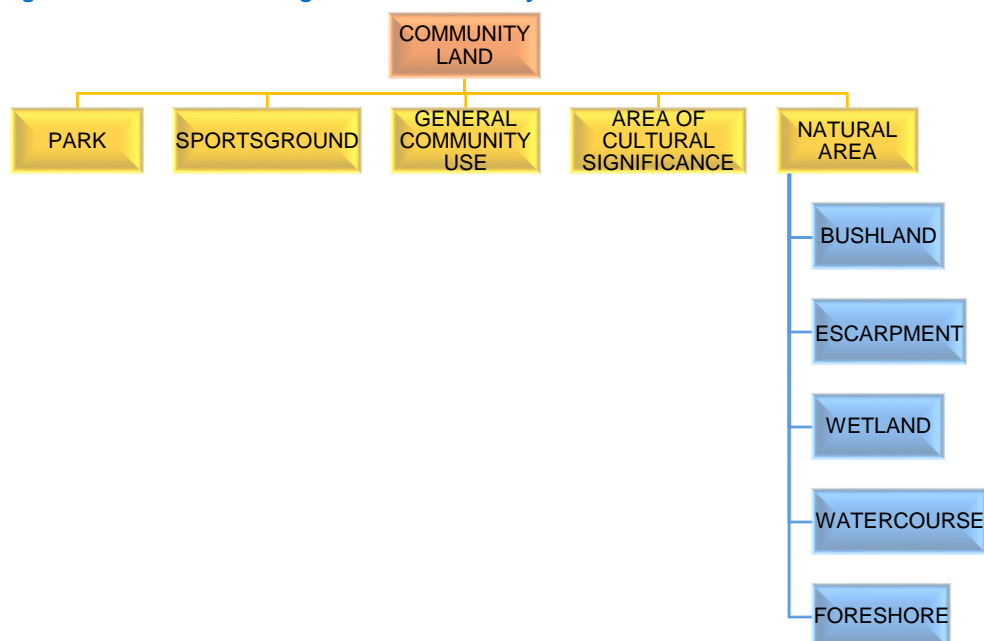 COMMUNITY
LAND
PARK
SPORTSGROUND
GENERAL
COMMUNITY
USE
AREA OF
CULTURAL
SIGNIFICANCE
NATURAL
AREA
BUSHLAND
ESCARPMENT
WETLAND
WATERCOURSE
FORESHORE